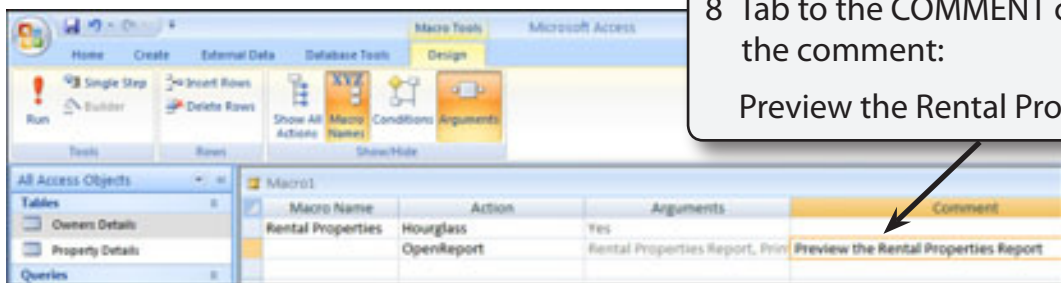 8 Tab to the COMMENT
the comment:
Preview the Rental
Macro Tools
Microsoft Access
Home Create External Data Database Tools Design
Run
Single Step
Builder
Tools
Insert Rows
Delete Rows
Rows
Show All Actions
Macro Names
Conditions
Arguments
Show/Hide
All Access Objects
Tables
Owners Details
Property Details
Queries
Macro1
Macro Name Action Arguments Comment
Rental Properties Hourglass Yes
OpenReport Rental Properties Report, Preview the Rental Properties Report